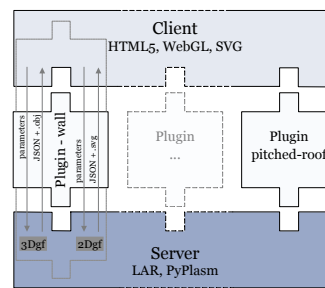 Client
HTML5, WebGL, SVG
parameters
JSON + .obj
Plugin - wall
parameters
JSON + .svg
Plugin
...
Plugin
pitched-roof
3Dgf
2Dgf
Server
LAR, PyPlasm